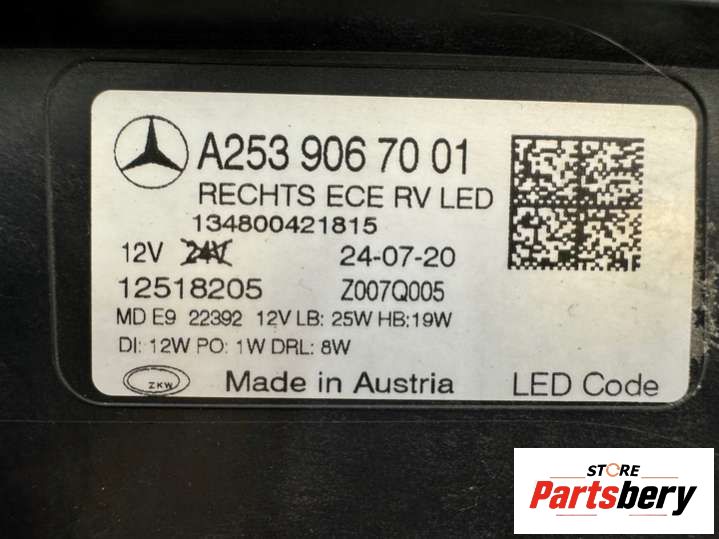 A253 906 70 01
RECHTS ECE RV LED
134800421815
12V 24V 24-07-20
12518205 Z007Q005
MD E9 22392 12V LB: 25W HB:19W
DI: 12W PO: 1W DRL: 8W
ZKW Made in Austria LED Code
STORE
Partsbery